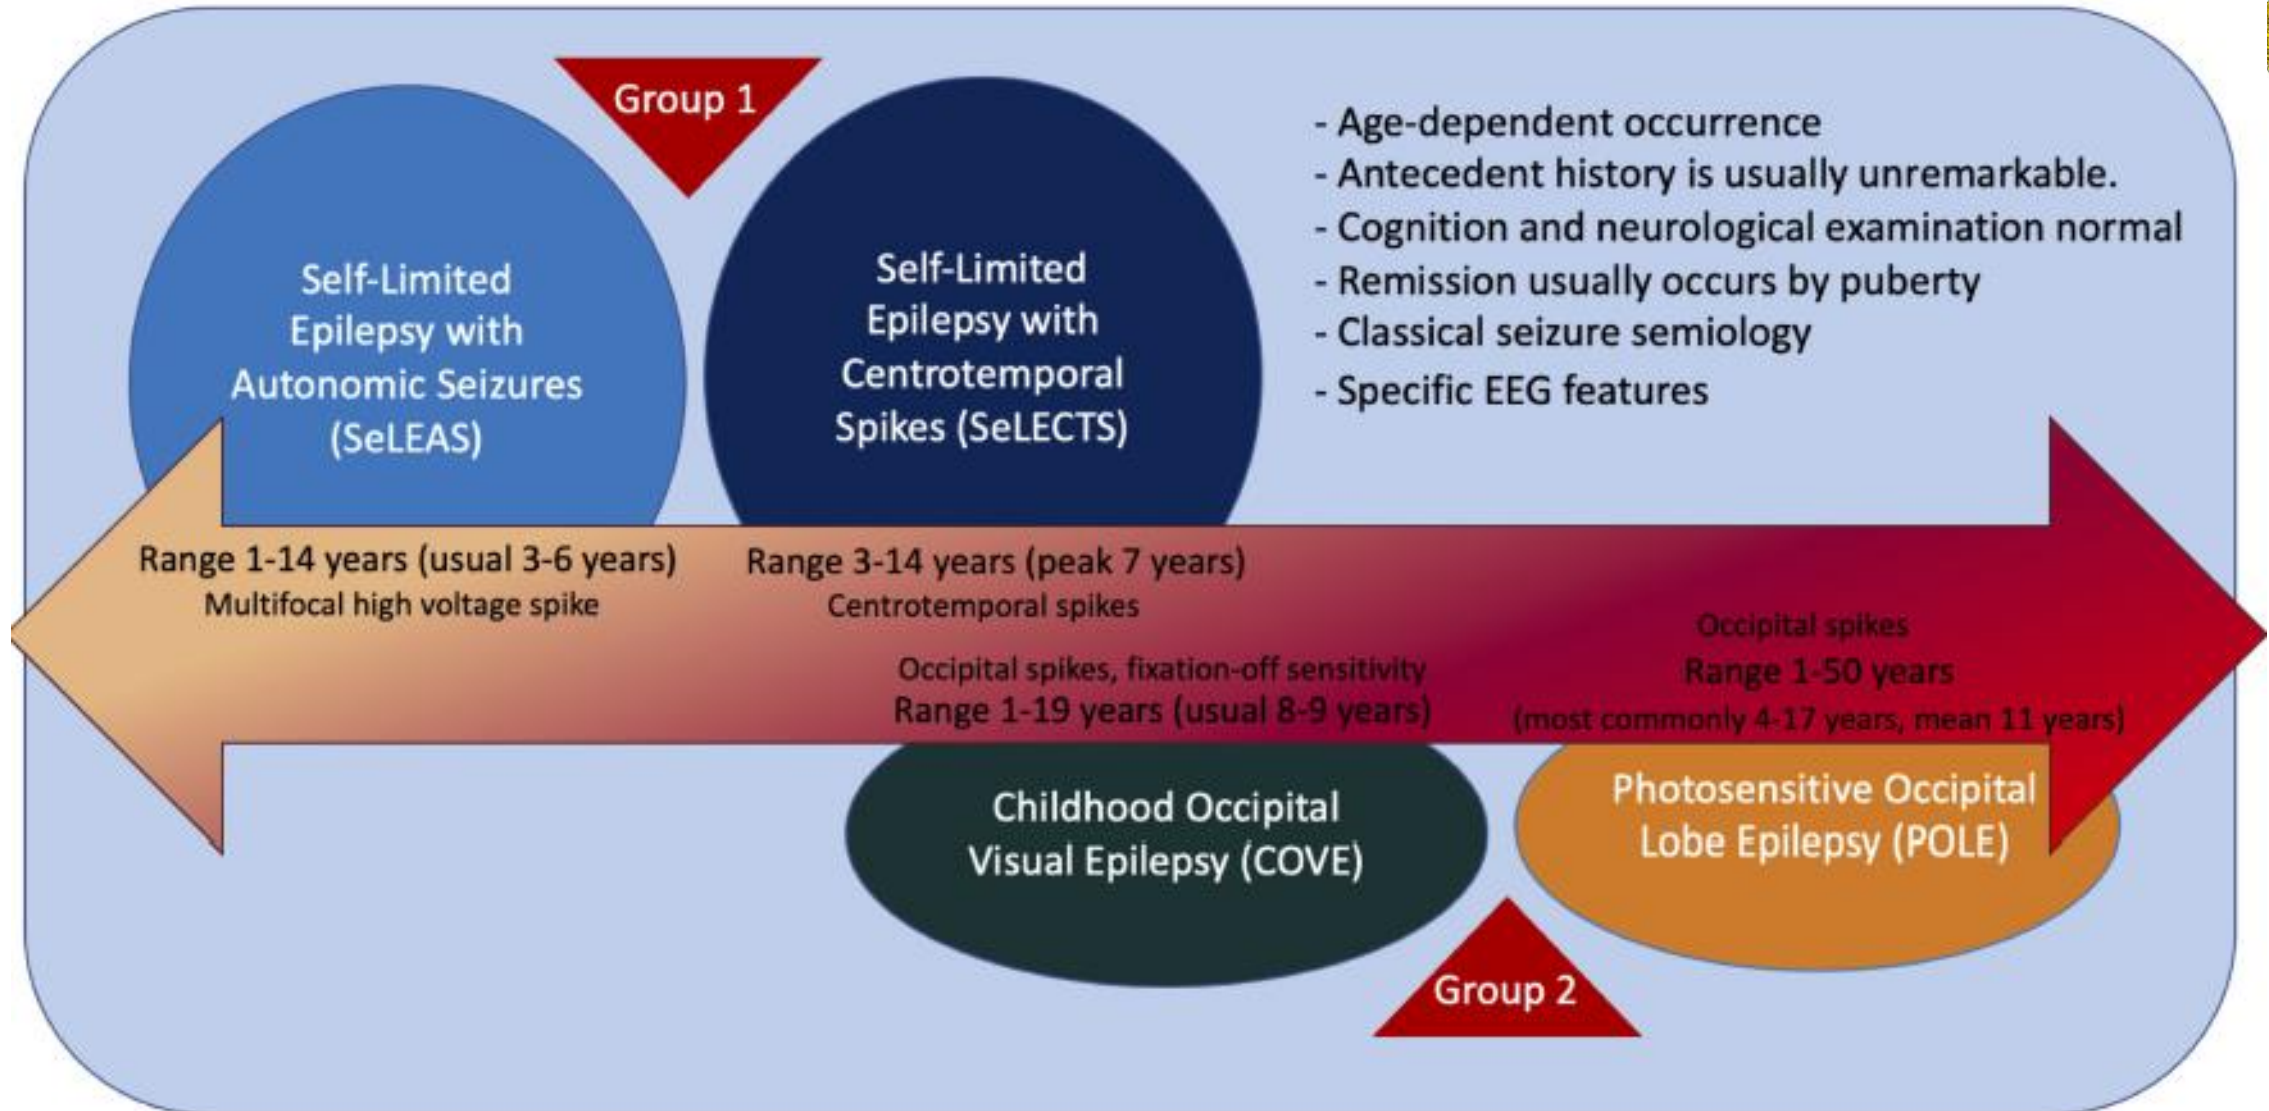 Group 1
Self-Limited
Epilepsy with
Autonomic Seizures
(SeLEAS)
Self-Limited
Epilepsy with
Centrotemporal
Spikes (SeLECTS)
- Age-dependent occurrence
- Antecedent history is usually unremarkable.
- Cognition and neurological examination normal
- Remission usually occurs by puberty
- Classical seizure semiology
- Specific EEG features
Range 1-14 years (usual 3-6 years)
Multifocal high voltage spike
Range 3-14 years (peak 7 years)
Centrotemporal spikes
Occipital spikes, fixation-off sensitivity
Range 1-19 years (usual 8-9 years)
Occipital spikes
Range 1-50 years
(most commonly 4-17 years, mean 11 years)
Childhood Occipital
Visual Epilepsy (COVE)
Photosensitive Occipital
Lobe Epilepsy (POLE)
Group 2